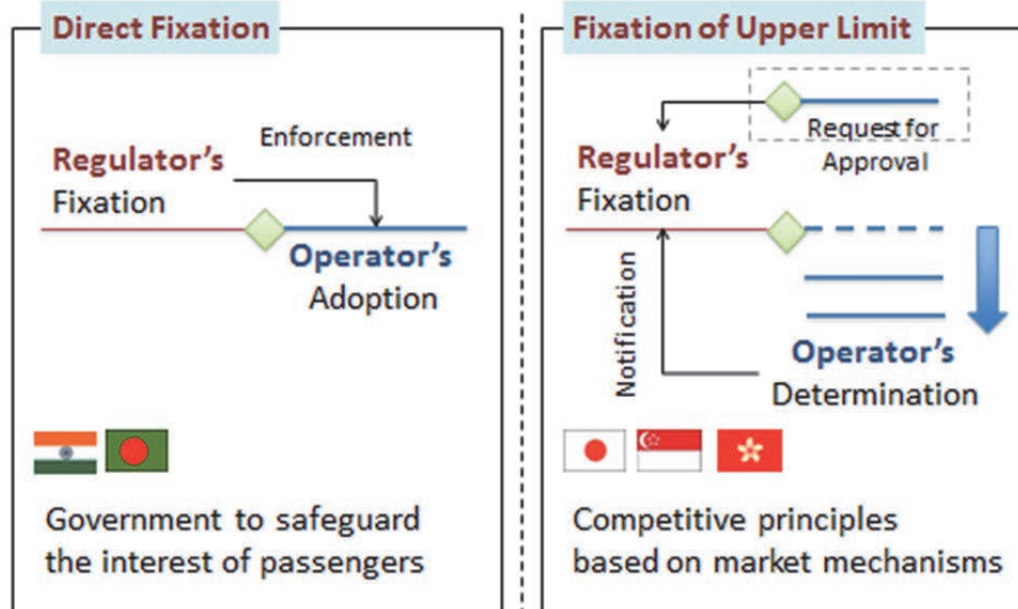 Direct Fixation
Enforcement
Regulator's
Fixation
Operator's
Adoption
Government to safeguard
the interest of passengers
Fixation of Upper Limit
Request for
Approval
Regulator's
Fixation
Notification
Operator's
Determination
Competitive principles
based on market mechanisms